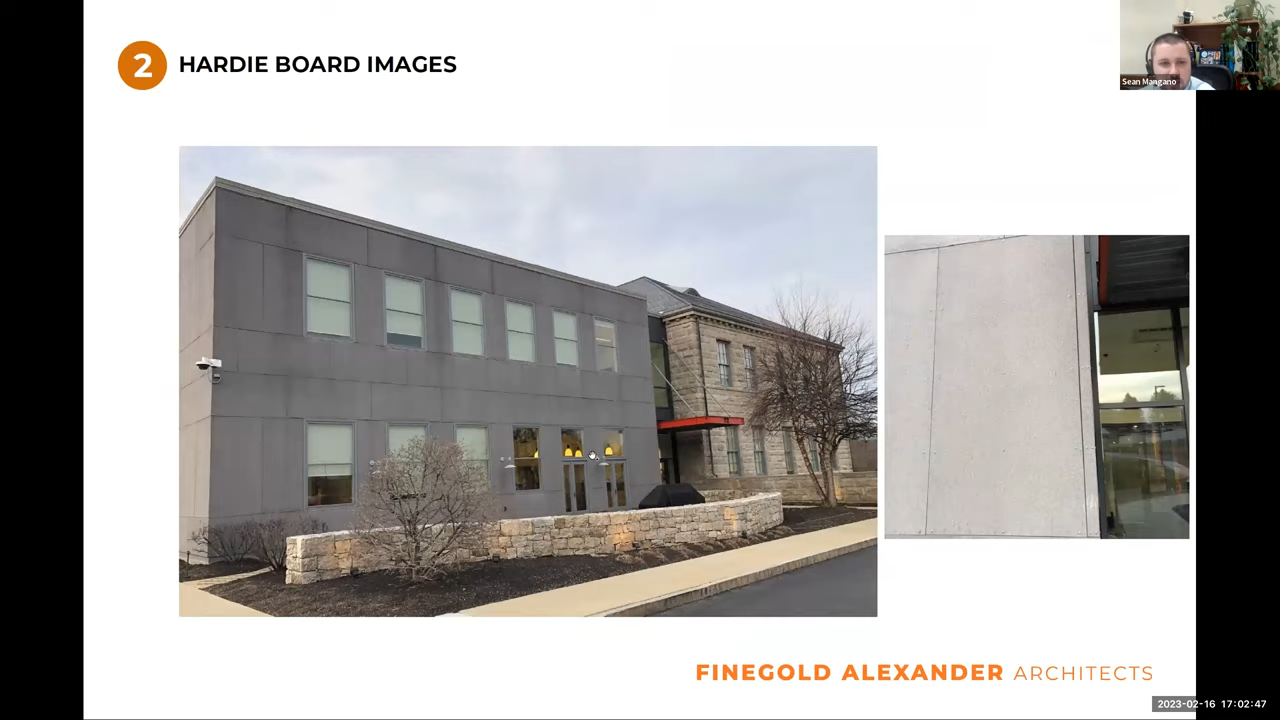 2 HARDIE BOARD IMAGES
Sean Mangano
FINEGOLD ALEXANDER ARCHITECTS
2023-02-16 17:02:47